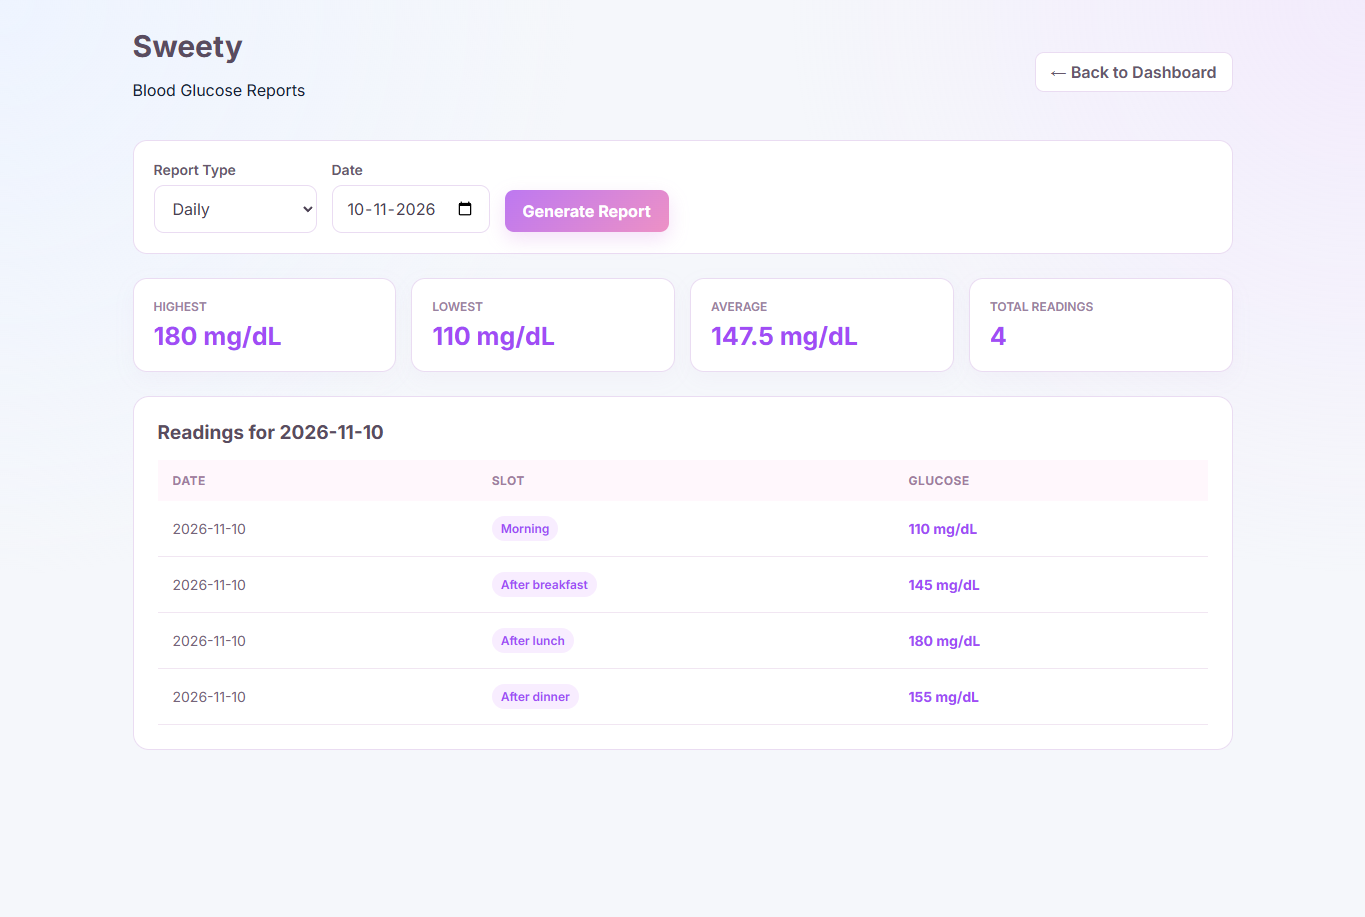 Sweety
Blood Glucose Reports
← Back to Dashboard
Report Type
Date
Daily
10-11-2026
Generate Report
HIGHEST
180 mg/dL
LOWEST
110 mg/dL
AVERAGE
147.5 mg/dL
TOTAL READINGS
4
Readings for 2026-11-10
DATE SLOT GLUCOSE
2026-11-10 Morning 110 mg/dL
2026-11-10 After breakfast 145 mg/dL
2026-11-10 After lunch 180 mg/dL
2026-11-10 After dinner 155 mg/dL